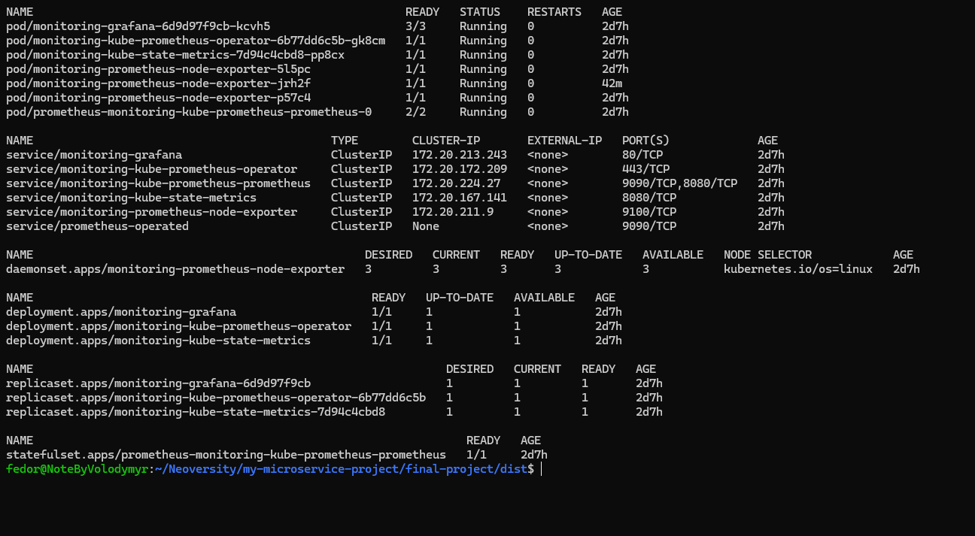 NAME READY STATUS RESTARTS AGE
pod/monitoring-grafana-6d9d97f9cb-kcvh5 3/3 Running 0 2d7h
pod/monitoring-kube-prometheus-operator-6b77dd6c5b-gk8cm 1/1 Running 0 2d7h
pod/monitoring-kube-state-metrics-7d94c4cbd8-pp8cx 1/1 Running 0 2d7h
pod/monitoring-prometheus-node-exporter-5l5pc 1/1 Running 0 2d7h
pod/monitoring-prometheus-node-exporter-jrh2f 1/1 Running 0 42m
pod/monitoring-prometheus-node-exporter-p57c4 1/1 Running 0 2d7h
pod/prometheus-monitoring-kube-prometheus-prometheus-0 2/2 Running 0 2d7h
NAME TYPE CLUSTER-IP EXTERNAL-IP PORT(S) AGE
service/monitoring-grafana ClusterIP 172.20.213.243 <none> 80/TCP 2d7h
service/monitoring-kube-prometheus-operator ClusterIP 172.20.172.209 <none> 443/TCP 2d7h
service/monitoring-kube-prometheus-prometheus ClusterIP 172.20.224.27 <none> 9090/TCP,8080/TCP 2d7h
service/monitoring-kube-state-metrics ClusterIP 172.20.167.141 <none> 8080/TCP 2d7h
service/monitoring-prometheus-node-exporter ClusterIP 172.20.211.9 <none> 9100/TCP 2d7h
service/prometheus-operated ClusterIP None <none> 9090/TCP 2d7h
NAME DESIRED CURRENT READY UP-TO-DATE AVAILABLE NODE SELECTOR AGE
daemonset.apps/monitoring-prometheus-node-exporter 3 3 3 3 3 kubernetes.io/os=linux 2d7h
NAME READY UP-TO-DATE AVAILABLE AGE
deployment.apps/monitoring-grafana 1/1 1 1 2d7h
deployment.apps/monitoring-kube-prometheus-operator 1/1 1 1 2d7h
deployment.apps/monitoring-kube-state-metrics 1/1 1 1 2d7h
NAME DESIRED CURRENT READY AGE
replicaset.apps/monitoring-grafana-6d9d97f9cb 1 1 1 2d7h
replicaset.apps/monitoring-kube-prometheus-operator-6b77dd6c5b 1 1 1 2d7h
replicaset.apps/monitoring-kube-state-metrics-7d94c4cbd8 1 1 1 2d7h
NAME READY AGE
statefulset.apps/prometheus-monitoring-kube-prometheus-prometheus 1/1 2d7h
fedor@NoteByVolodymyr:~/Neoversity/my-microservice-project/final-project/dist$